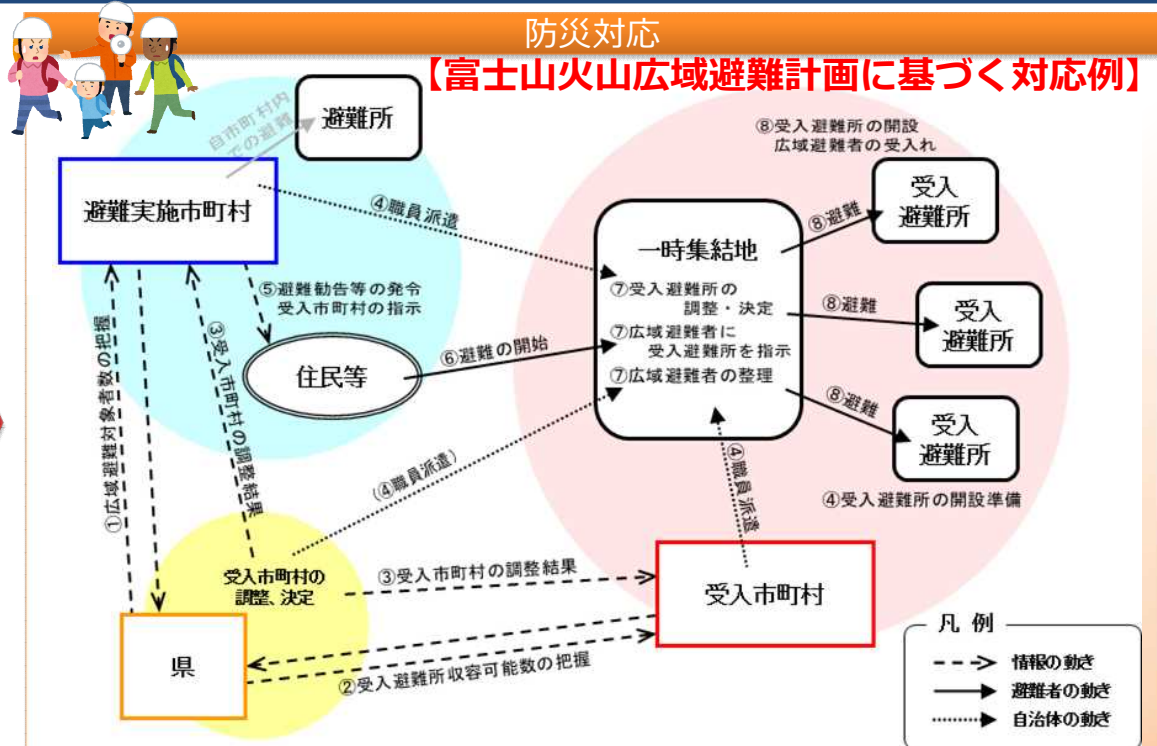 防災対応
【富士山火山広域避難計画に基づく対応例】
自市町村内
での避難
避難所
避難実施市町村
④職員派遣
⑤避難勧告等の発令
受入市町村の指示
住民等
⑥避難の開始
①広域避難対象者数の把握
③受入市町村の調整結果
⑧受入避難所の開設
広域避難者の受入れ
一時集結地
⑦受入避難所の
調整・決定
⑦広域避難者に
受入避難所を指示
⑦広域避難者の整理
⑧避難
受入
避難所
⑧避難
受入
避難所
⑧避難
受入
避難所
④受入避難所の開設準備
(④職員派遣)
④職員派遣
受入市町村の
調整、決定
③受入市町村の調整結果
受入市町村
県
②受入避難所収容可能数の把握
凡 例
情報の動き
避難者の動き
自治体の動き